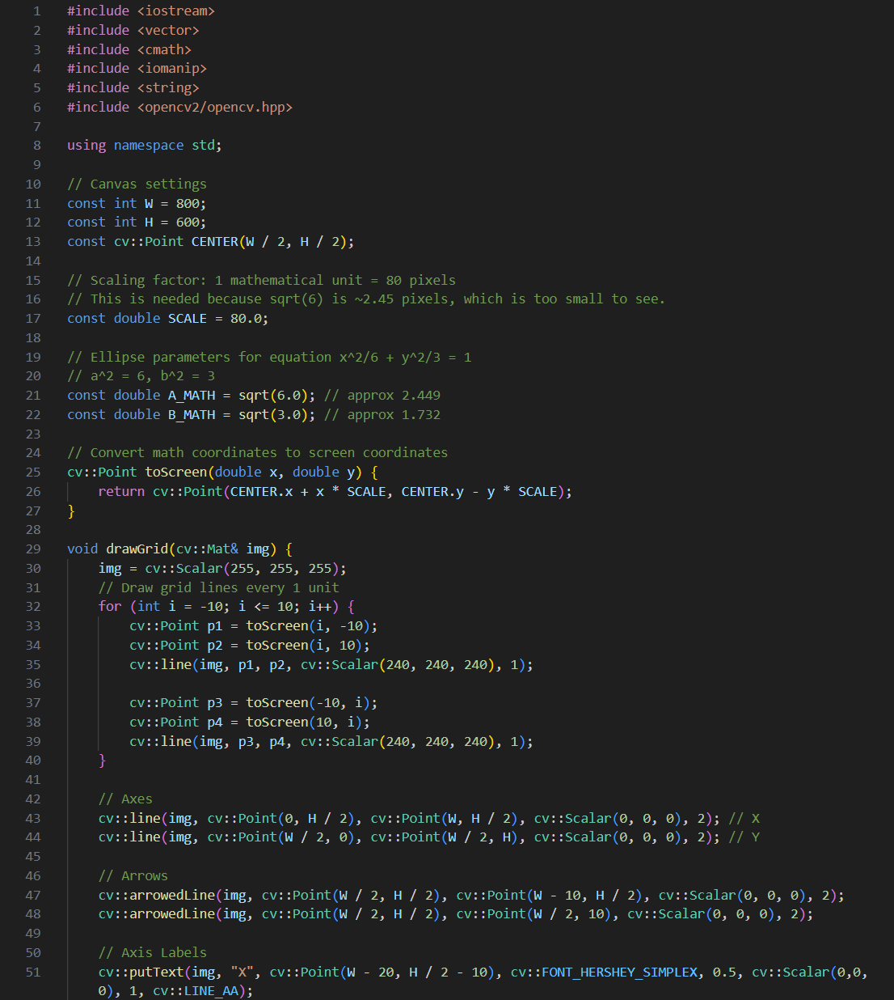 1 #include <iostream>
2 #include <vector>
3 #include <cmath>
4 #include <iomanip>
5 #include <string>
6 #include <opencv2/opencv.hpp>
7
8 using namespace std;
9
10 // Canvas settings
11 const int W = 800;
12 const int H = 600;
13 const cv::Point CENTER(W / 2, H / 2);
14
15 // Scaling factor: 1 mathematical unit = 80 pixels
16 // This is needed because sqrt(6) is ~2.45 pixels, which is too small to see.
17 const double SCALE = 80.0;
18
19 // Ellipse parameters for equation x^2/6 + y^2/3 = 1
20 // a^2 = 6, b^2 = 3
21 const double A_MATH = sqrt(6.0); // approx 2.449
22 const double B_MATH = sqrt(3.0); // approx 1.732
23
24 // Convert math coordinates to screen coordinates
25 cv::Point toScreen(double x, double y) {
26     return cv::Point(CENTER.x + x * SCALE, CENTER.y - y * SCALE);
27 }
28
29 void drawGrid(cv::Mat& img) {
30     img = cv::Scalar(255, 255, 255);
31     // Draw grid lines every 1 unit
32     for (int i = -10; i <= 10; i++) {
33         cv::Point p1 = toScreen(i, -10);
34         cv::Point p2 = toScreen(i, 10);
35         cv::line(img, p1, p2, cv::Scalar(240, 240, 240), 1);
36
37         cv::Point p3 = toScreen(-10, i);
38         cv::Point p4 = toScreen(10, i);
39         cv::line(img, p3, p4, cv::Scalar(240, 240, 240), 1);
40     }
41
42     // Axes
43     cv::line(img, cv::Point(0, H / 2), cv::Point(W, H / 2), cv::Scalar(0, 0, 0), 2); // X
44     cv::line(img, cv::Point(W / 2, 0), cv::Point(W / 2, H), cv::Scalar(0, 0, 0), 2); // Y
45
46     // Arrows
47     cv::arrowedLine(img, cv::Point(W / 2, H / 2), cv::Point(W - 10, H / 2), cv::Scalar(0, 0, 0), 2);
48     cv::arrowedLine(img, cv::Point(W / 2, H / 2), cv::Point(W / 2, 10), cv::Scalar(0, 0, 0), 2);
49
50     // Axis Labels
51     cv::putText(img, "X", cv::Point(W - 20, H / 2 - 10), cv::FONT_HERSHEY_SIMPLEX, 0.5, cv::Scalar(0,0,
0), 1, cv::LINE_AA);